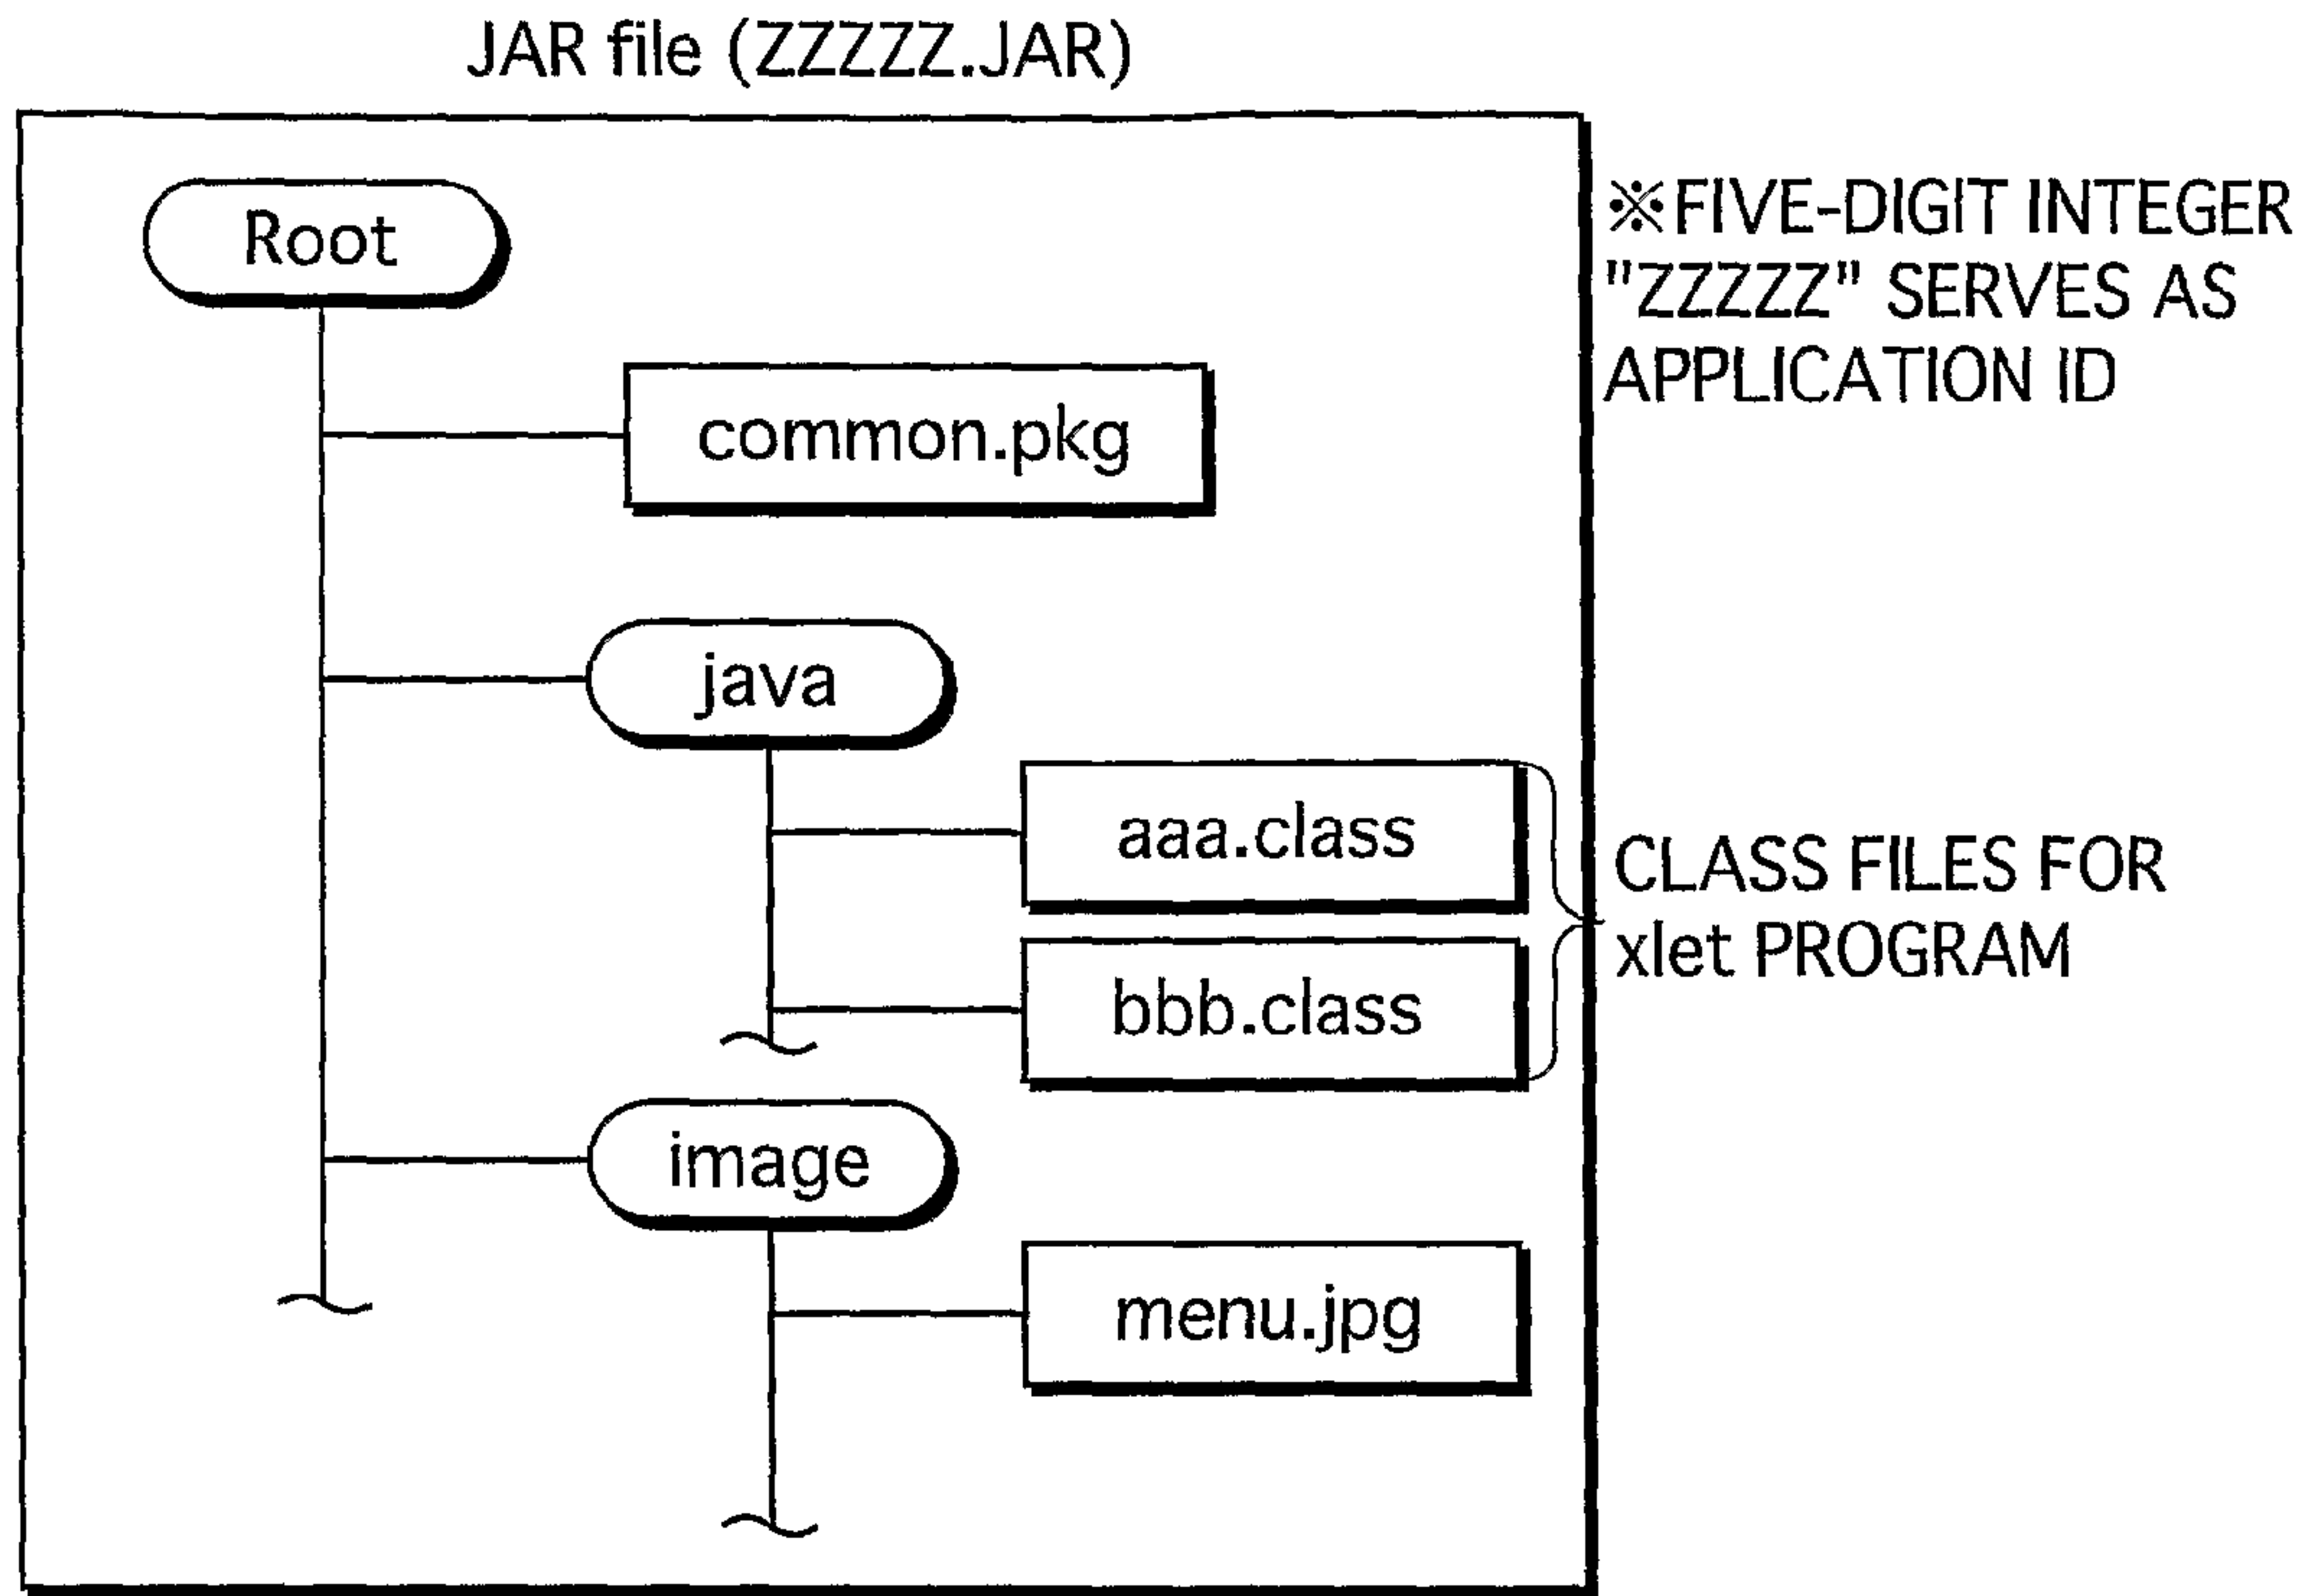 JAR file (ZZZZZ.JAR)
Root
※FIVE-DIGIT INTEGER
"ZZZZZ" SERVES AS
APPLICATION ID
common.pkg
java
aaa.class
CLASS FILES FOR
xlet PROGRAM
bbb.class
image
menu.jpg